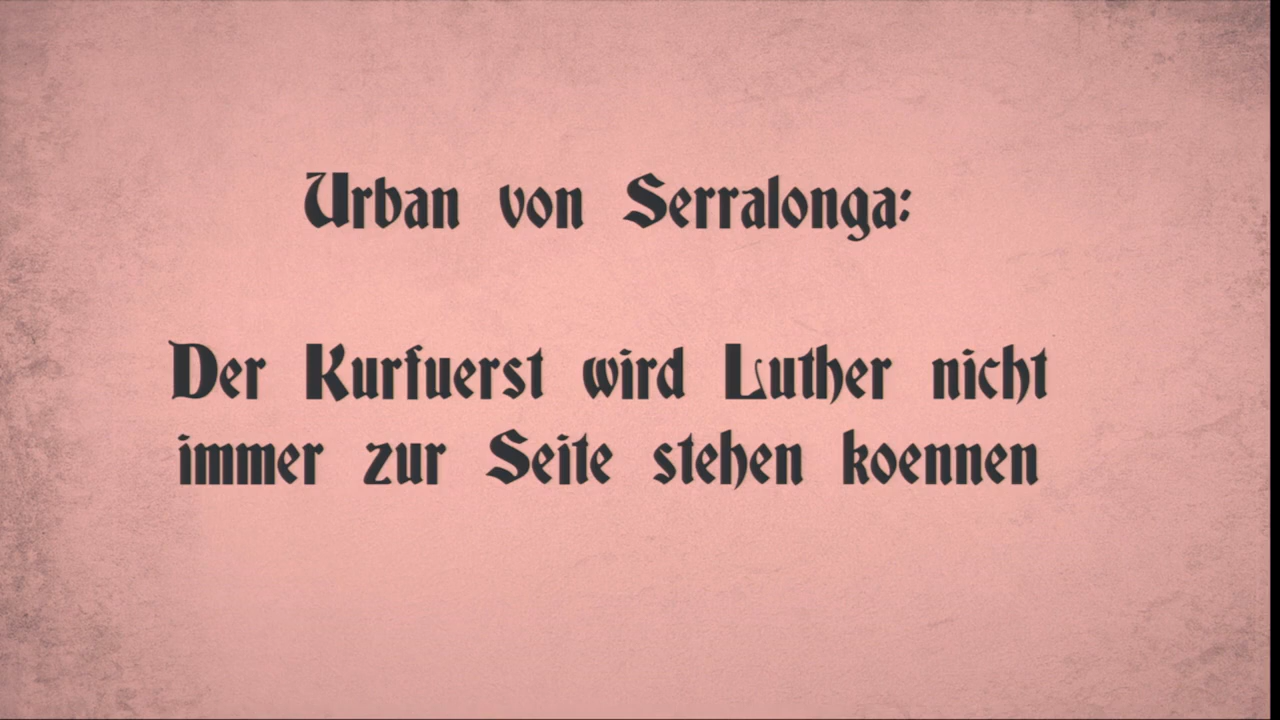 Urban von Serralonga:
Der Kurfuerst wird Luther nicht
immer zur Seite stehen koennen